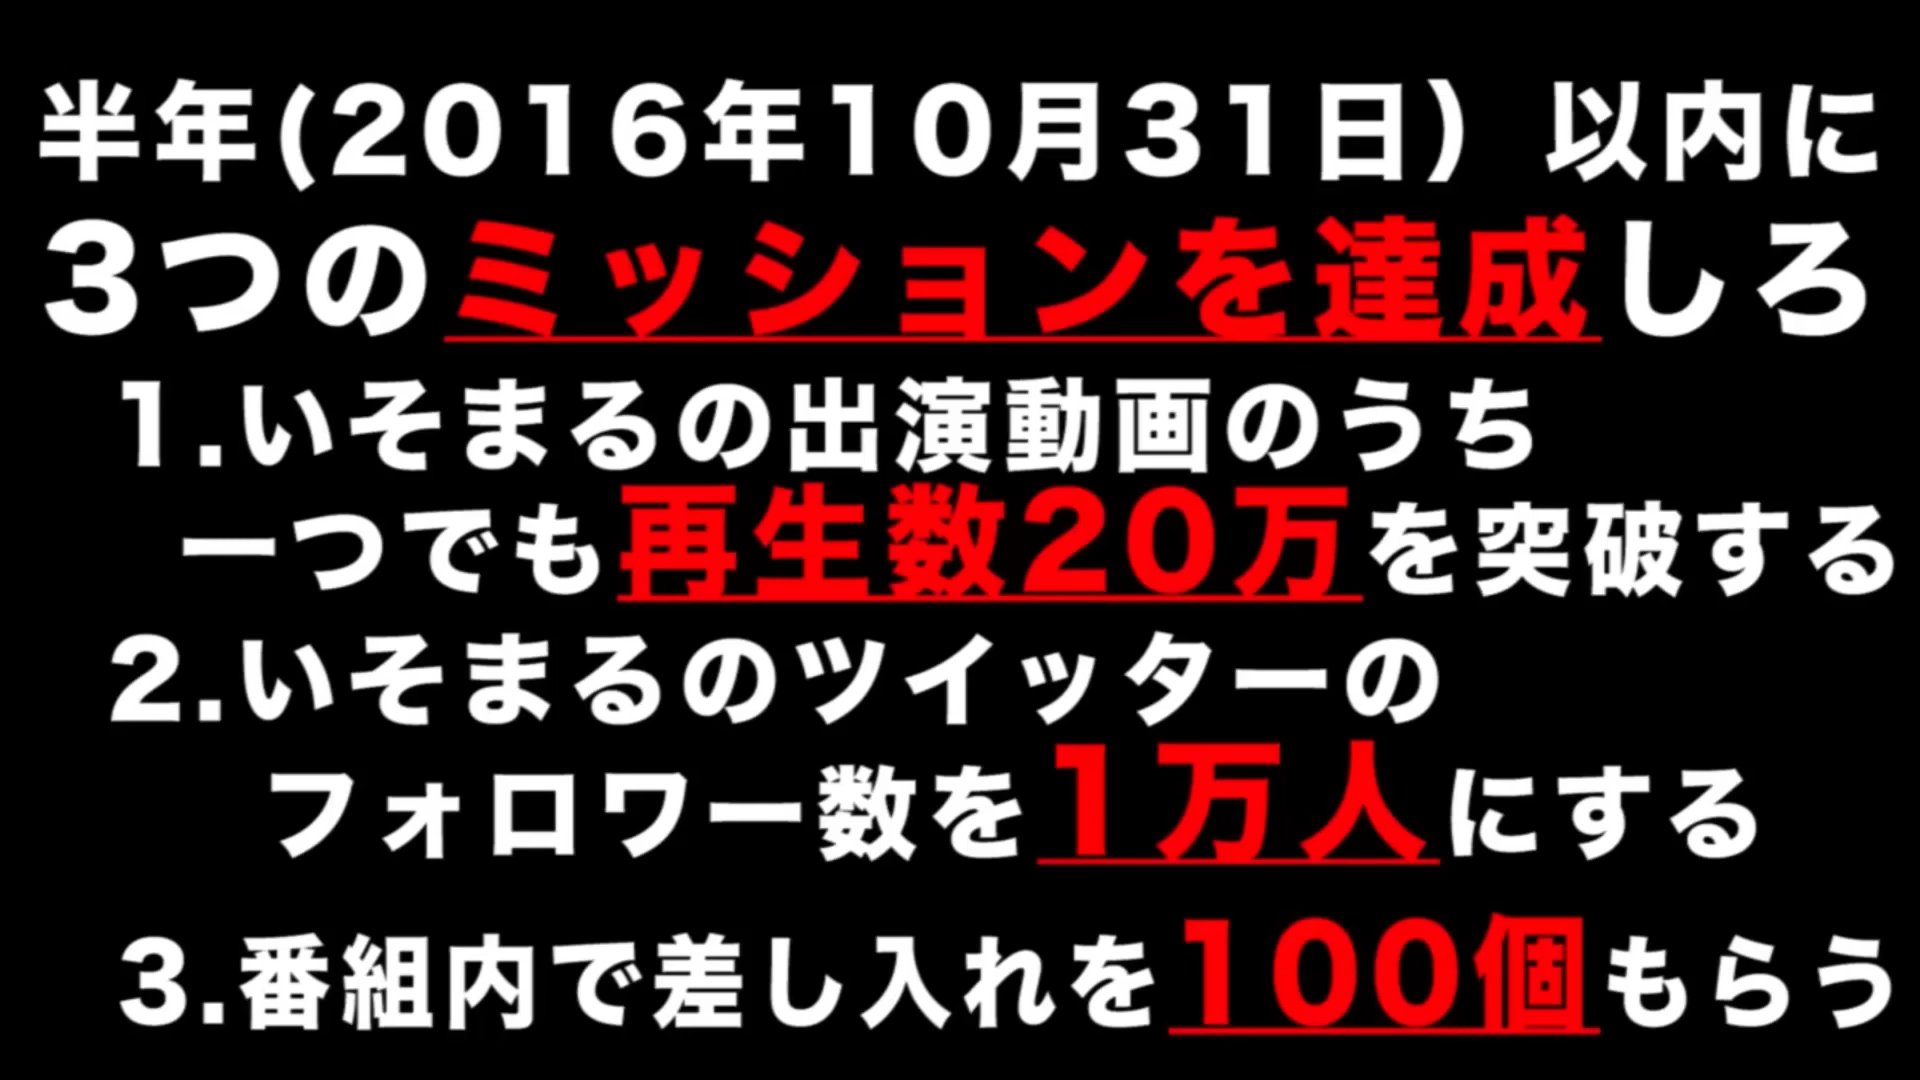 半年(2016年10月31日）以内に
3つのミッションを達成しろ
1.いそまるの出演動画のうち
一つでも再生数20万を突破する
2.いそまるのツイッターの
フォロワー数を1万人にする
3.番組内で差し入れを100個もらう